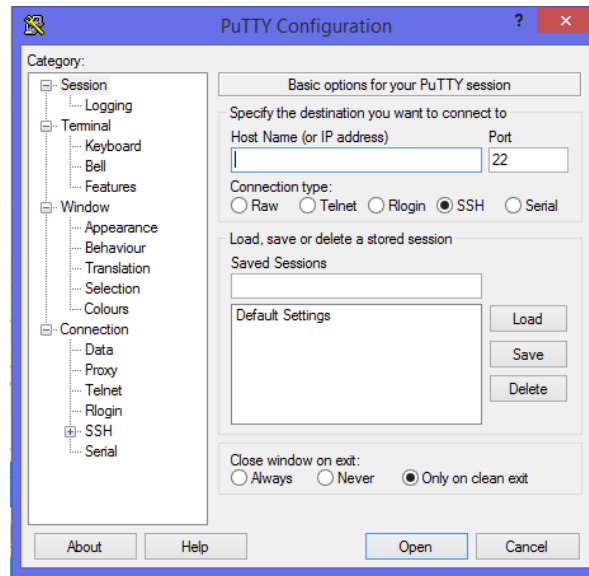 PuTTY Configuration
?
Category:
Session
Logging
Terminal
Keyboard
Bell
Features
Window
Appearance
Behaviour
Translation
Selection
Colours
Connection
Data
Proxy
Telnet
Rlogin
SSH
Serial
Basic options for your PuTTY session
Specify the destination you want to connect to
Host Name (or IP address) Port
22
Connection type:
Raw Telnet Rlogin SSH Serial
Load, save or delete a stored session
Saved Sessions
Default Settings
Load
Save
Delete
Close window on exit:
Always Never Only on clean exit
About Help Open Cancel